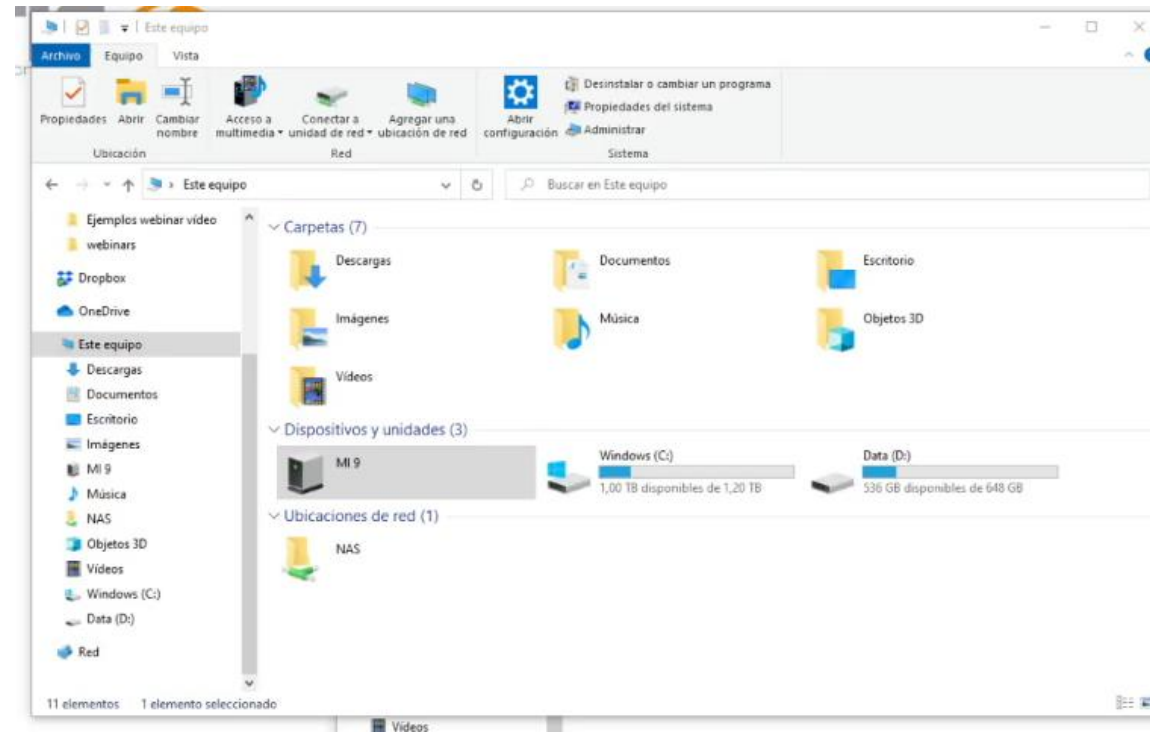 Este equipo
Archivo
Equipo
Vista
Propiedades
Abrir
Cambiar
nombre
Acceso a
multimedia
Conectar a
unidad de red
Agregar una
ubicación de red
Abrir
configuración
Desinstalar o cambiar un programa
Propiedades del sistema
Administrar
Ubicación
Red
Sistema
Este equipo
Buscar en Este equipo
Ejemplos webinar vídeo
webinars
Dropbox
OneDrive
Este equipo
Descargas
Documentos
Escritorio
Imágenes
MI 9
Música
NAS
Objetos 3D
Vídeos
Windows (C:)
Data (D:)
Red
Carpetas (7)
Descargas
Documentos
Escritorio
Imágenes
Música
Objetos 3D
Vídeos
Dispositivos y unidades (3)
MI 9
Windows (C:)
1,00 TB disponibles de 1,20 TB
Data (D:)
536 GB disponibles de 648 GB
Ubicaciones de red (1)
NAS
11 elementos
1 elemento seleccionado
Vídeos